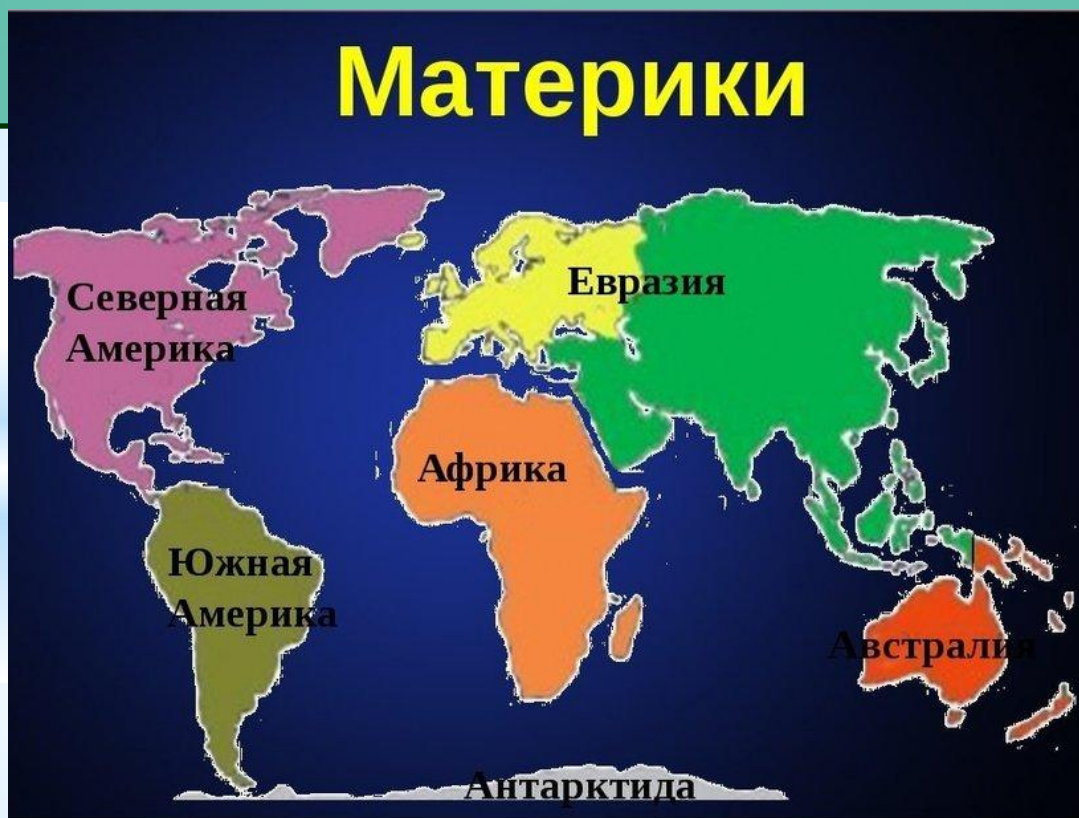 Материки
Северная
Америка
Евразия
Африка
Южная
Америка
Австралия
Антарктида